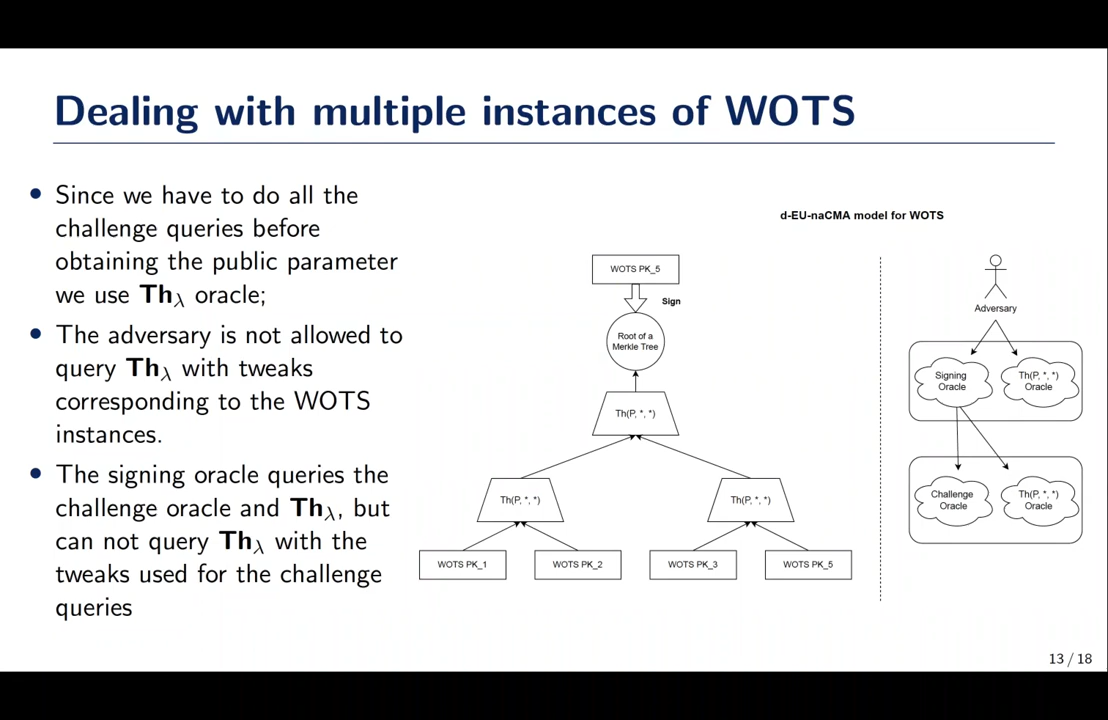 Dealing with multiple instances of WOTS
• Since we have to do all the
challenge queries before
obtaining the public parameter
we use Th_λ oracle;
• The adversary is not allowed to
query Th_λ with tweaks
corresponding to the WOTS
instances.
• The signing oracle queries the
challenge oracle and Th_λ, but
can not query Th_λ with the
tweaks used for the challenge
queries
WOTS PK_5
Sign
Root of a
Merkle Tree
Th(P, *, *)
Th(P, *, *)
Th(P, *, *)
WOTS PK_1
WOTS PK_2
WOTS PK_3
WOTS PK_5
d-EU-naCMA model for WOTS
Adversary
Signing
Oracle
Th(P, *, *)
Oracle
Challenge
Oracle
Th(P, *, *)
Oracle
13 / 18